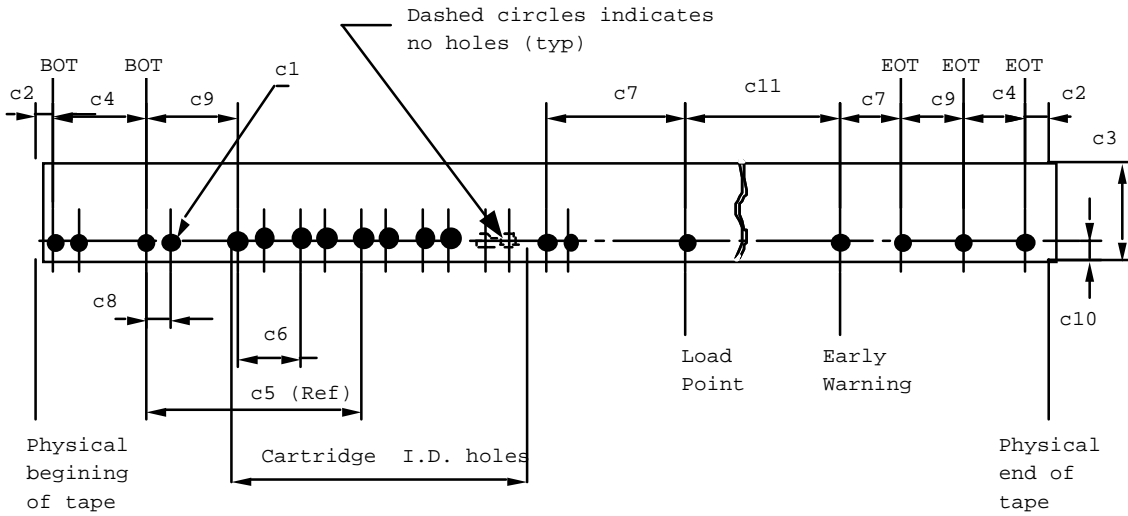 Dashed circles indicates
no holes (typ)
BOT BOT EOT EOT EOT
c1
c2 c4 c9 c7 c11 c7 c9 c4 c2
c3
c8
c10
c6
Load
Point
Early
Warning
c5 (Ref)
Physical
begining
of tape
Cartridge I.D. holes
Physical
end of
tape